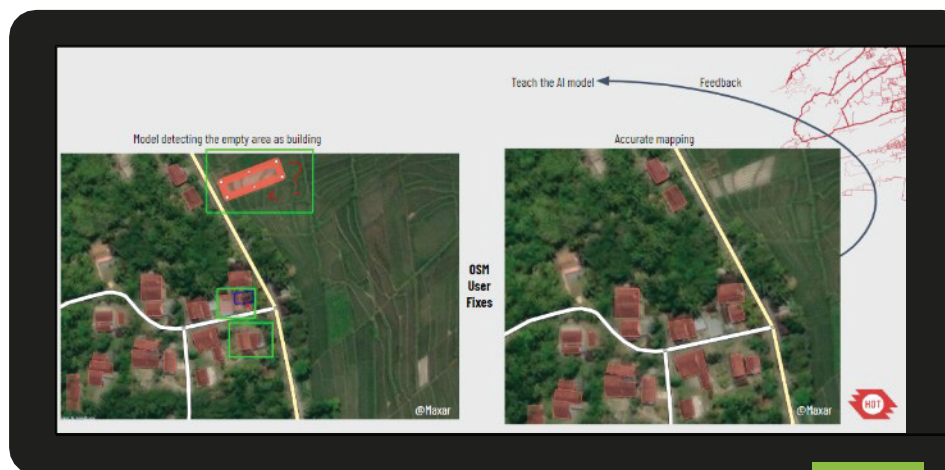 Teach the AI model
Feedback
Model detecting the empty area as building
Accurate mapping
?
OSM
User
Fixes
@Maxar
@Maxar
HOT